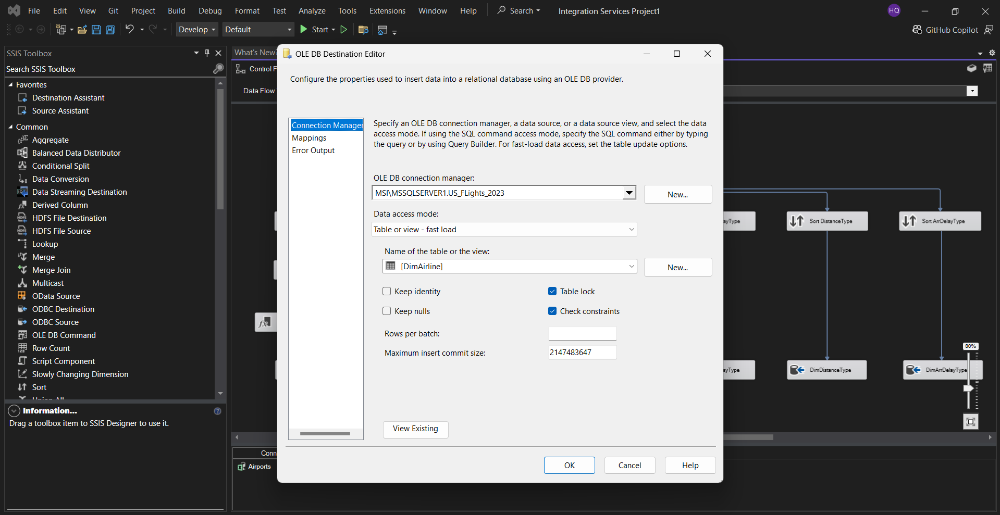 File Edit View Git Project Build Debug Format Test Analyze Tools Extensions Window Help Search Integration Services Project1 HQ
Develop Default Start GitHub Copilot
SSIS Toolbox
Search SSIS Toolbox
Favorites
Destination Assistant
Source Assistant
Common
Aggregate
Balanced Data Distributor
Conditional Split
Data Conversion
Data Streaming Destination
Derived Column
HDFS File Destination
HDFS File Source
Lookup
Merge
Merge Join
Multicast
OData Source
ODBC Destination
ODBC Source
OLE DB Command
Row Count
Script Component
Slowly Changing Dimension
Sort
Information...
Drag a toolbox item to SSIS Designer to use it.
What's New?
Control F
Data Flow
OLE DB Destination Editor
Configure the properties used to insert data into a relational database using an OLE DB provider.
Connection Manager
Mappings
Error Output
Specify an OLE DB connection manager, a data source, or a data source view, and select the data
access mode. If using the SQL command access mode, specify the SQL command either by typing
the query or by using Query Builder. For fast-load data access, set the table update options.
OLE DB connection manager:
MSI\MSSQLSERVER1.US_FLights_2023
New...
Data access mode:
Table or view - fast load
Name of the table or the view:
[DimAirline]
New...
Keep identity
Table lock
Keep nulls
Check constraints
Rows per batch:
Maximum insert commit size:
2147483647
View Existing
OK
Cancel
Help
ayType
Sort DistanceType
Sort ArrDelayType
80%
ayType
DimDistanceType
DimArrDelayType
Conn
Airports